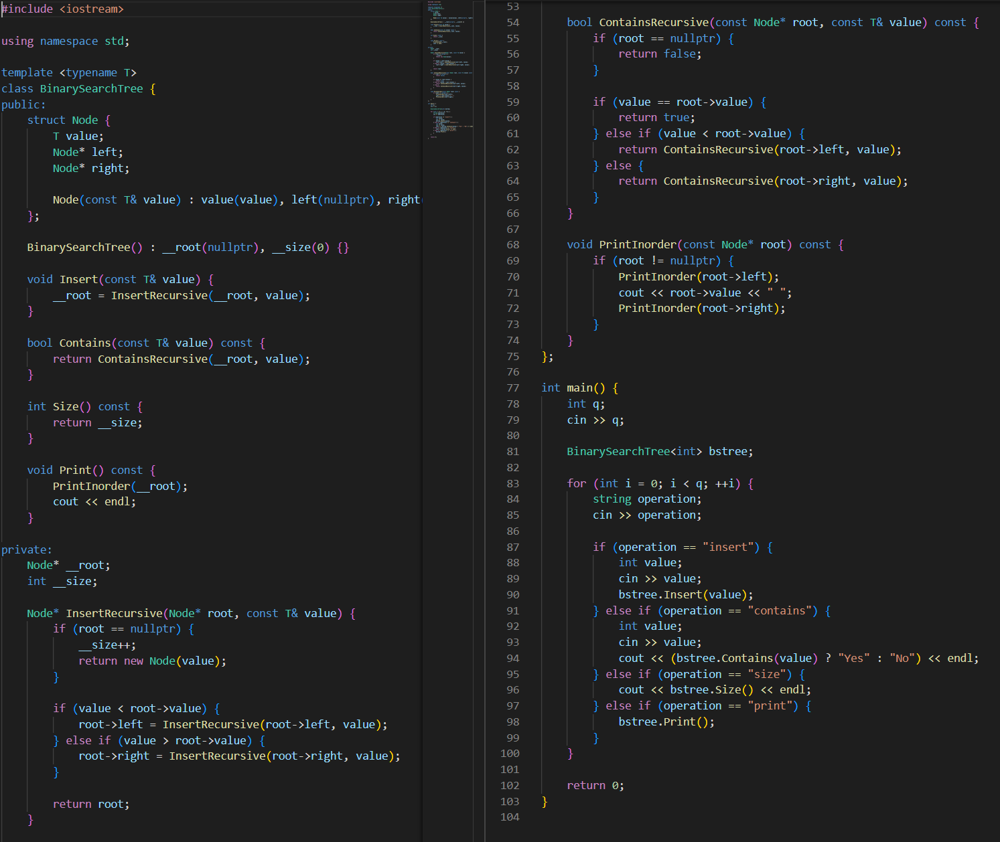 #include <iostream>
using namespace std;
template <typename T>
class BinarySearchTree {
public:
    struct Node {
        T value;
        Node* left;
        Node* right;
        Node(const T& value) : value(value), left(nullptr), right(
    };
    BinarySearchTree() : __root(nullptr), __size(0) {}
    void Insert(const T& value) {
        __root = InsertRecursive(__root, value);
    }
    bool Contains(const T& value) const {
        return ContainsRecursive(__root, value);
    }
    int Size() const {
        return __size;
    }
    void Print() const {
        PrintInorder(__root);
        cout << endl;
    }
private:
    Node* __root;
    int __size;
    Node* InsertRecursive(Node* root, const T& value) {
        if (root == nullptr) {
            __size++;
            return new Node(value);
        }
        if (value < root->value) {
            root->left = InsertRecursive(root->left, value);
        } else if (value > root->value) {
            root->right = InsertRecursive(root->right, value);
        }
        return root;
    }
53
54     bool ContainsRecursive(const Node* root, const T& value) const {
55         if (root == nullptr) {
56             return false;
57         }
58
59         if (value == root->value) {
60             return true;
61         } else if (value < root->value) {
62             return ContainsRecursive(root->left, value);
63         } else {
64             return ContainsRecursive(root->right, value);
65         }
66     }
67
68     void PrintInorder(const Node* root) const {
69         if (root != nullptr) {
70             PrintInorder(root->left);
71             cout << root->value << " ";
72             PrintInorder(root->right);
73         }
74     }
75 };
76
77 int main() {
78     int q;
79     cin >> q;
80
81     BinarySearchTree<int> bstree;
82
83     for (int i = 0; i < q; ++i) {
84         string operation;
85         cin >> operation;
86
87         if (operation == "insert") {
88             int value;
89             cin >> value;
90             bstree.Insert(value);
91         } else if (operation == "contains") {
92             int value;
93             cin >> value;
94             cout << (bstree.Contains(value) ? "Yes" : "No") << endl;
95         } else if (operation == "size") {
96             cout << bstree.Size() << endl;
97         } else if (operation == "print") {
98             bstree.Print();
99         }
100     }
101
102     return 0;
103 }
104